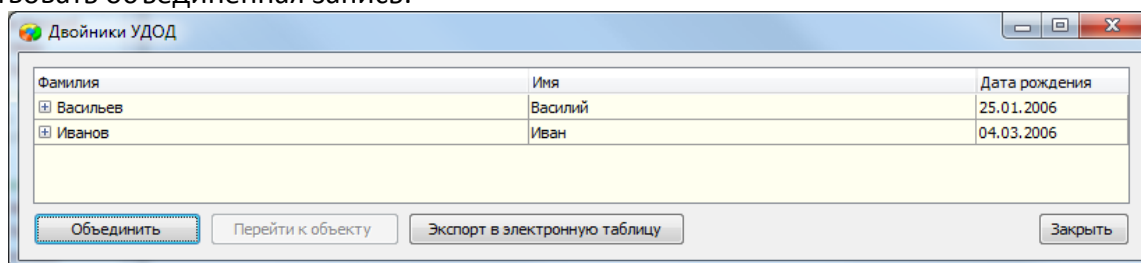 твовать объединенная запись.
Двойники УДОД
Фамилия Имя Дата рождения
Васильев Василий 25.01.2006
Иванов Иван 04.03.2006
Объединить Перейти к объекту Экспорт в электронную таблицу Закрыть